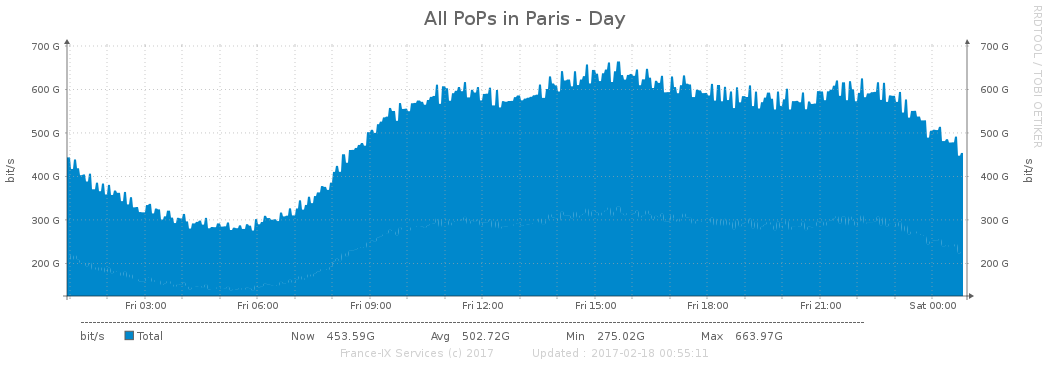 All PoPs in Paris - Day
RRDTOOL / TOBI OETIKER
bit/s
bit/s
700 G 700 G
600 G 600 G
500 G 500 G
400 G 400 G
300 G 300 G
200 G 200 G
Fri 03:00 Fri 06:00 Fri 09:00 Fri 12:00 Fri 15:00 Fri 18:00 Fri 21:00 Sat 00:00
bit/s Total Now 453.59G Avg 502.72G Min 275.02G Max 663.97G
France-IX Services (c) 2017 Updated : 2017-02-18 00:55:11